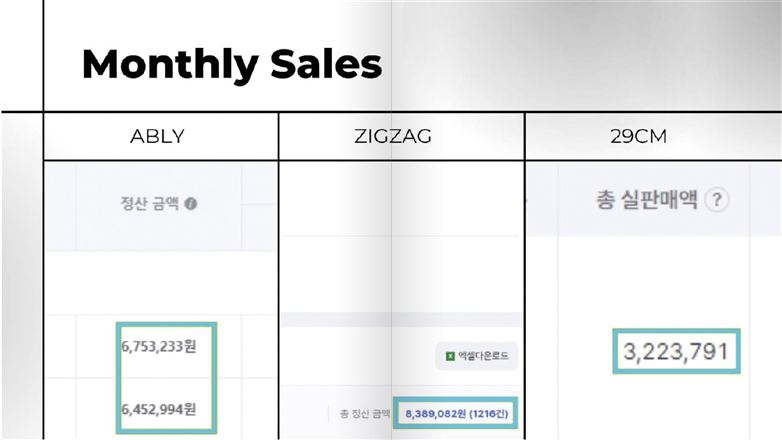 Monthly Sales
ABLY
ZIGZAG
29CM
정산 금액
6,753,233원
6,452,994원
엑셀다운로드
총 정산 금액 8,389,082원 (1216건)
총 실판매액 ?
3,223,791